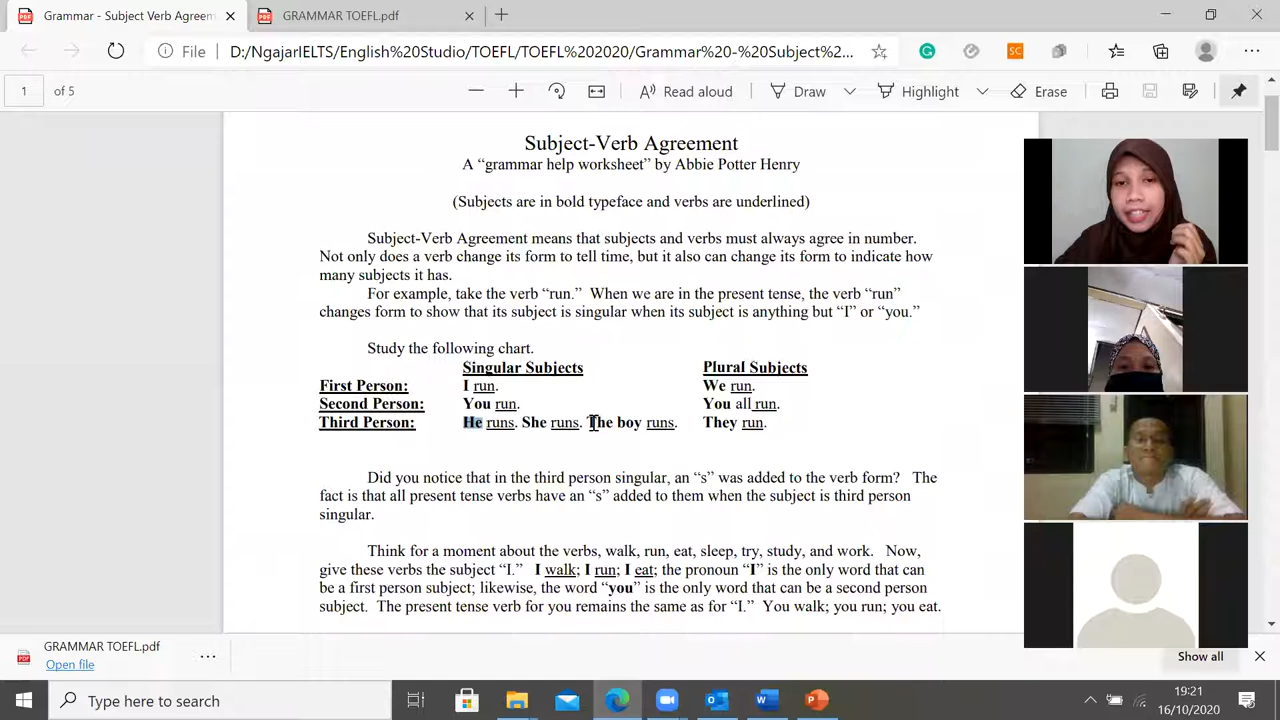 Grammar - Subject Verb Agreem
GRAMMAR TOEFL.pdf
File
D:/NgajarIELTS/English%20Studio/TOEFL/TOEFL%202020/Grammar%20-%20Subject%2...
1 of 5
Read aloud
Draw
Highlight
Erase
Subject-Verb Agreement
A “grammar help worksheet” by Abbie Potter Henry
(Subjects are in bold typeface and verbs are underlined)
Subject-Verb Agreement means that subjects and verbs must always agree in number.
Not only does a verb change its form to tell time, but it also can change its form to indicate how
many subjects it has.
For example, take the verb “run.” When we are in the present tense, the verb “run”
changes form to show that its subject is singular when its subject is anything but “I” or “you.”
Study the following chart.
Singular Subjects Plural Subjects
First Person: I run. We run.
Second Person: You run. You all run.
Third Person: He runs. She runs. The boy runs. They run.
Did you notice that in the third person singular, an “s” was added to the verb form? The
fact is that all present tense verbs have an “s” added to them when the subject is third person
singular.
Think for a moment about the verbs, walk, run, eat, sleep, try, study, and work. Now,
give these verbs the subject “I.” I walk; I run; I eat; the pronoun “I” is the only word that can
be a first person subject; likewise, the word “you” is the only word that can be a second person
subject. The present tense verb for you remains the same as for “I.” You walk; you run; you eat.
GRAMMAR TOEFL.pdf
Open file
Show all
Type here to search
19:21
16/10/2020